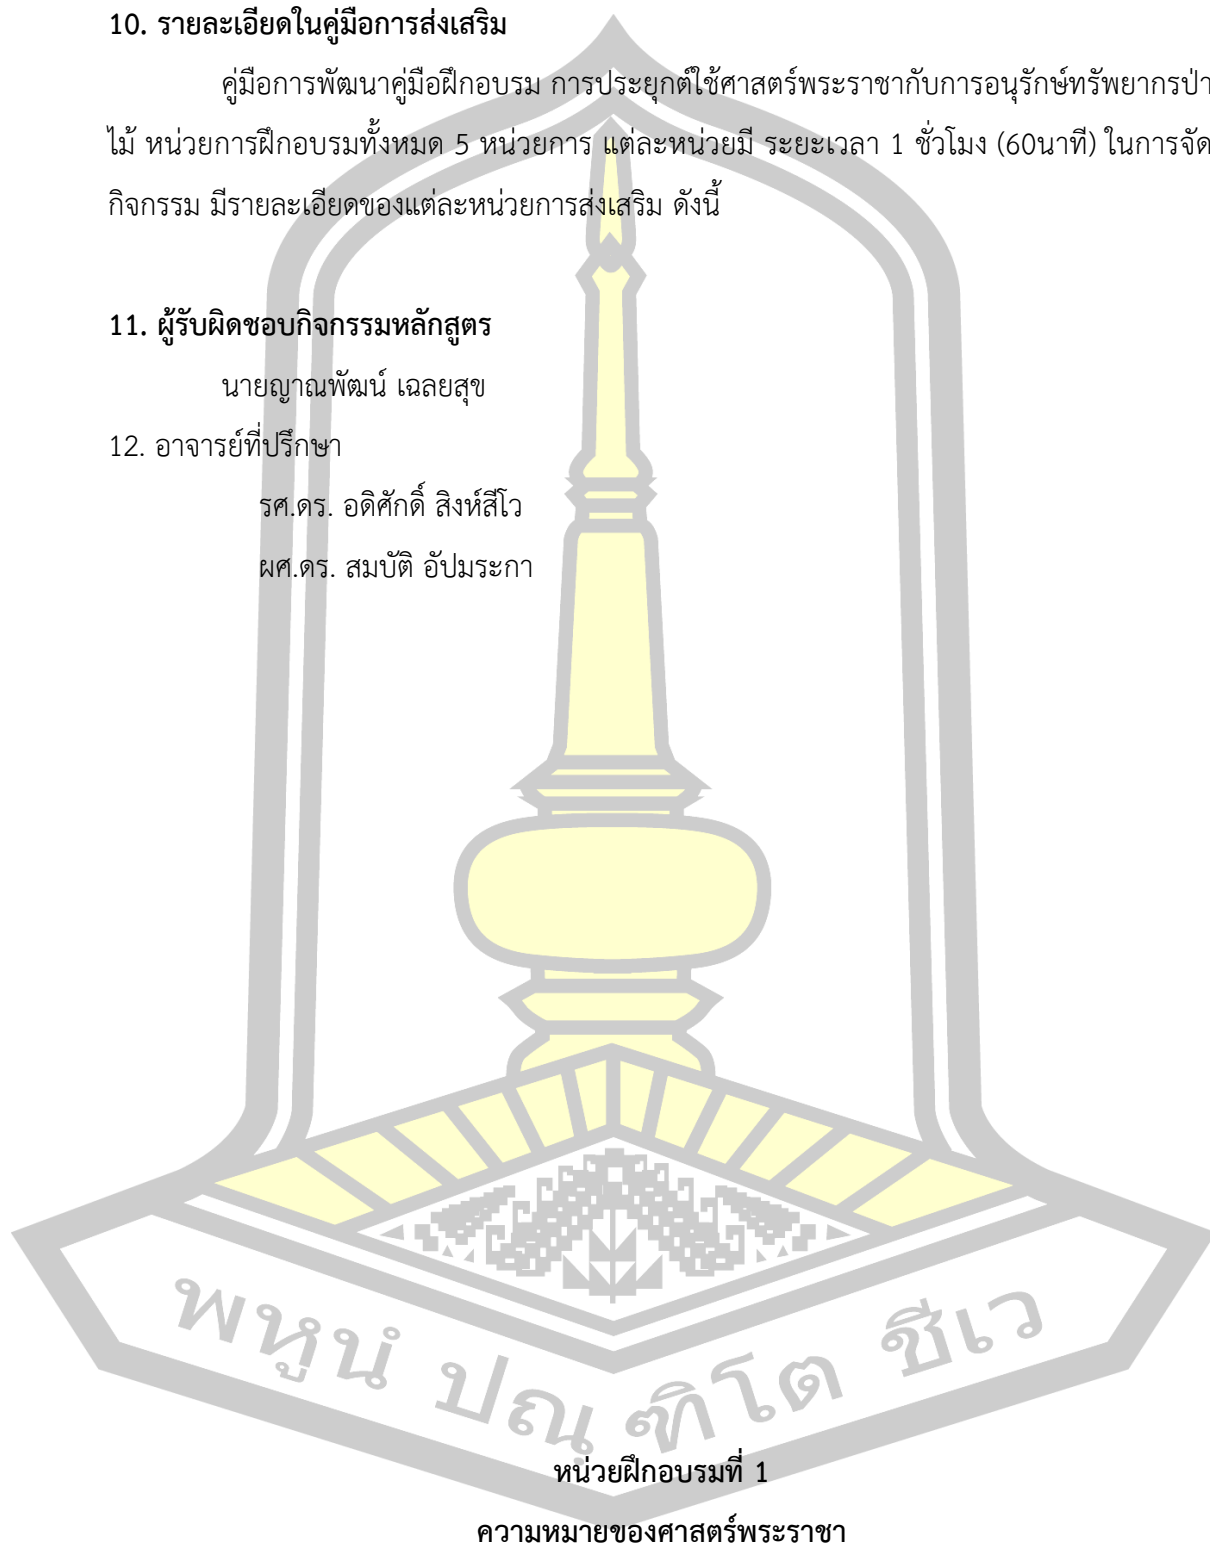 10. รายละเอียดในคู่มือการส่งเสริม
คู่มือการพัฒนาคู่มือฝึกอบรม การประยุกต์ใช้ศาสตร์พระราชากับการอนุรักษ์ทรัพยากรป่า
ไม้ หน่วยการฝึกอบรมทั้งหมด 5 หน่วยการ แต่ละหน่วยมี ระยะเวลา 1 ชั่วโมง (60นาที) ในการจัด
กิจกรรม มีรายละเอียดของแต่ละหน่วยการส่งเสริม ดังนี้
11. ผู้รับผิดชอบกิจกรรมหลักสูตร
นายญาณพัฒน์ เฉลยสุข
12. อาจารย์ที่ปรึกษา
รศ.ดร. อดิศักดิ์ สิงห์สีโว
ผศ.ดร. สมบัติ อัปมระกา
พหูนํ ปณฺฑิโต ชีเว
หน่วยฝึกอบรมที่ 1
ความหมายของศาสตร์พระราชา